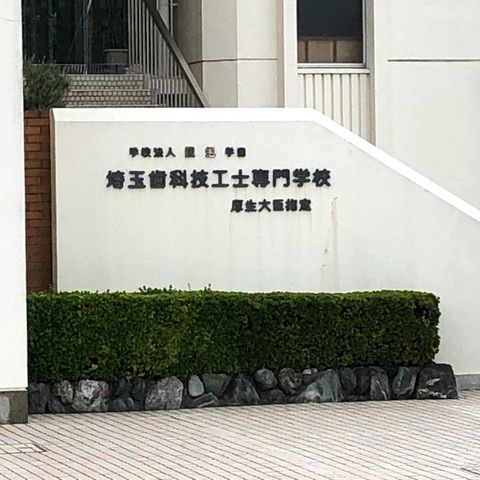 学校法人 学園
埼玉歯科技工士専門学校
厚生大臣指定